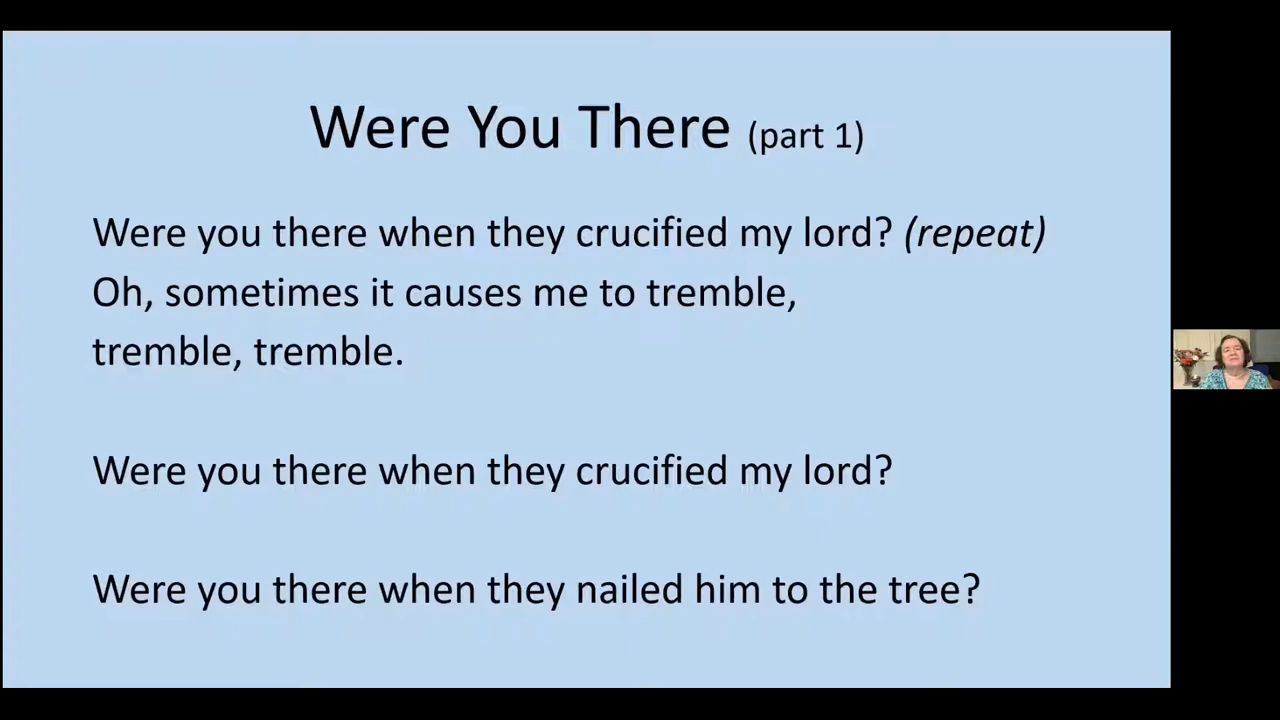 Were You There (part 1)
Were you there when they crucified my lord? (repeat)
Oh, sometimes it causes me to tremble,
tremble, tremble.
Were you there when they crucified my lord?
Were you there when they nailed him to the tree?